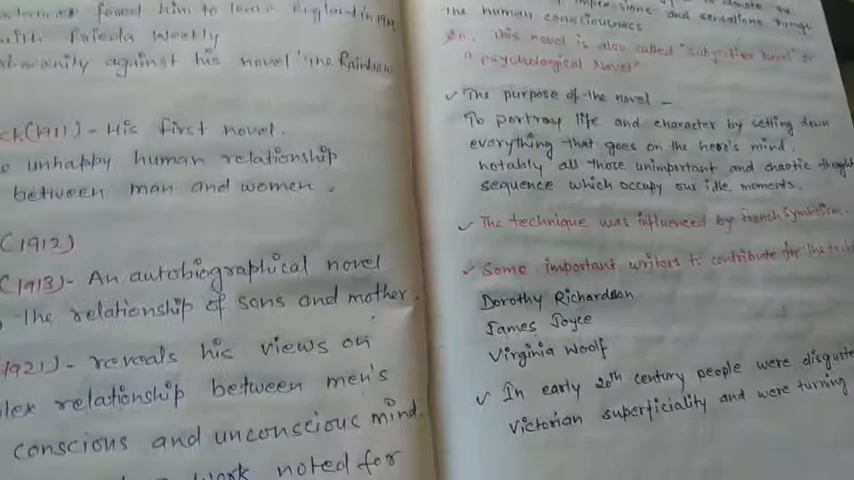 him to leave England in 19
with Frieda Weekly
against his novel "The Rainbow
(1911) - His first novel.
unhappy human relationship
between man and women.
(1912)
(1913)- An autobiographical novel
The relationship of sons and mother.
1921)- reveals his views on
relationship between men's
conscious and unconscious mind.
work noted for
to denote
impressions and sensations
the human consciousness
This novel is also called "Subjective Novel" or
"psychological Novel"
✓ The purpose of the novel -
To portray life and character by setting down
everything that goes on the hero's mind.
notably all those unimportant and chaotic thought
sequence which occupy our idle moments.
✓ The technique was influenced by french Symbolism.
✓ Some important writers to contribute for the tech
Dorothy Richardson
James Joyce
Virginia Woolf
✓ In early 20th century people were disguite
Victorian superficiality and were turning